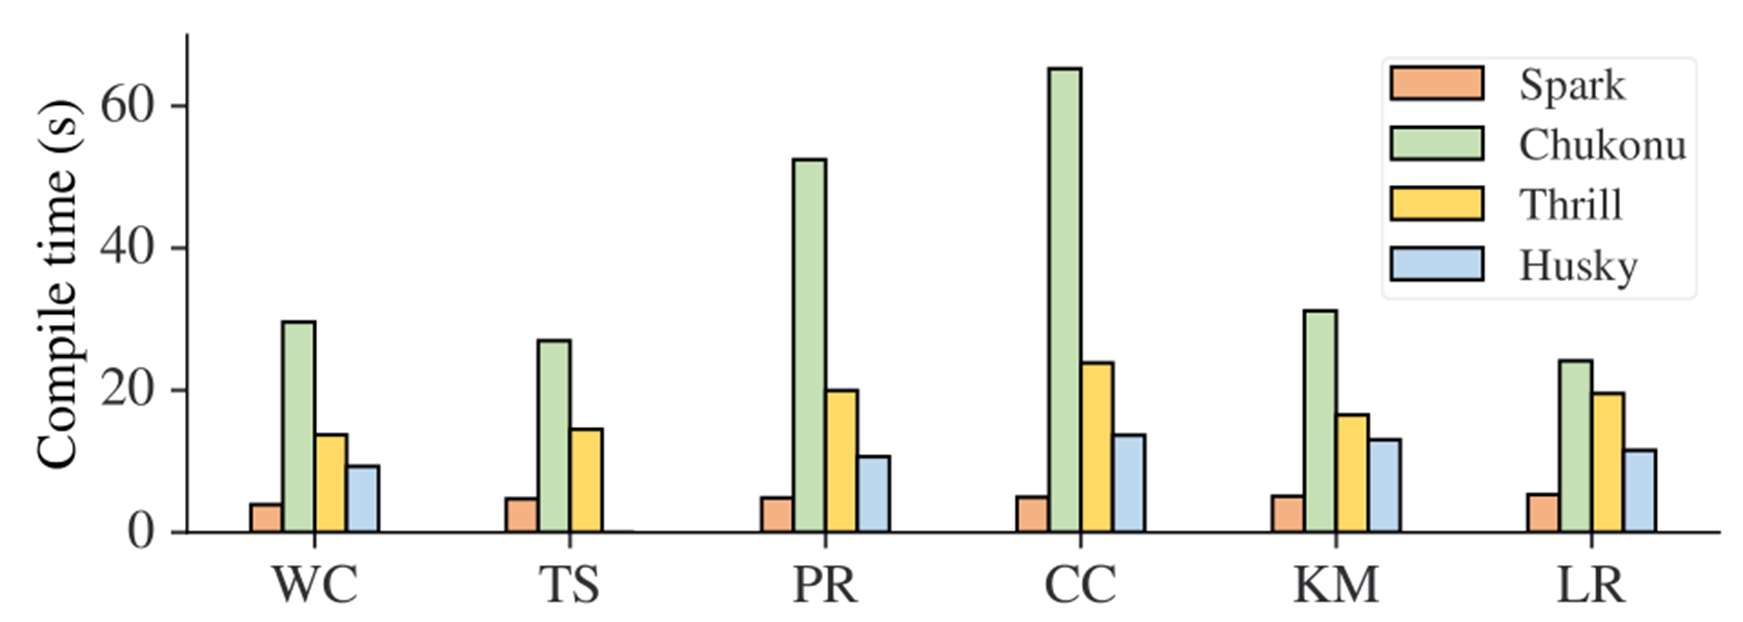 Compile time (s)
60
40
20
0
Spark
Chukonu
Thrill
Husky
WC TS PR CC KM LR